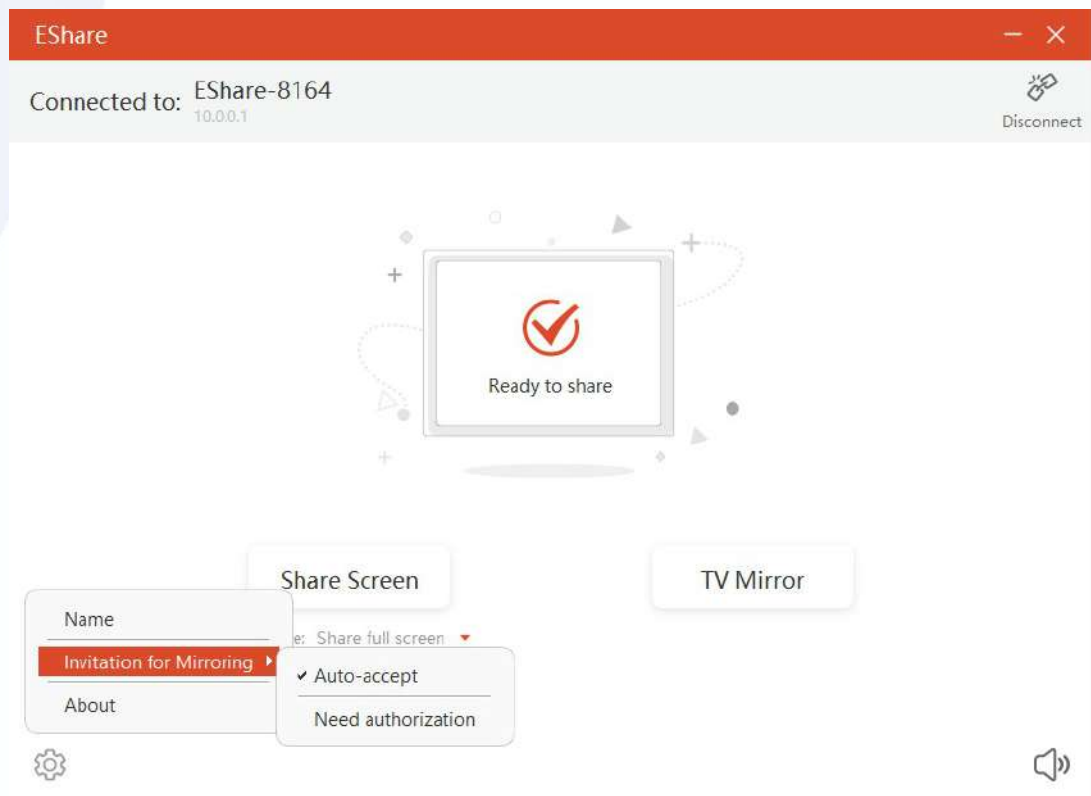 EShare
Connected to: EShare-8164
10.0.0.1
Disconnect
Ready to share
Share Screen
TV Mirror
Name
e: Share full screen
Invitation for Mirroring
Auto-accept
About
Need authorization